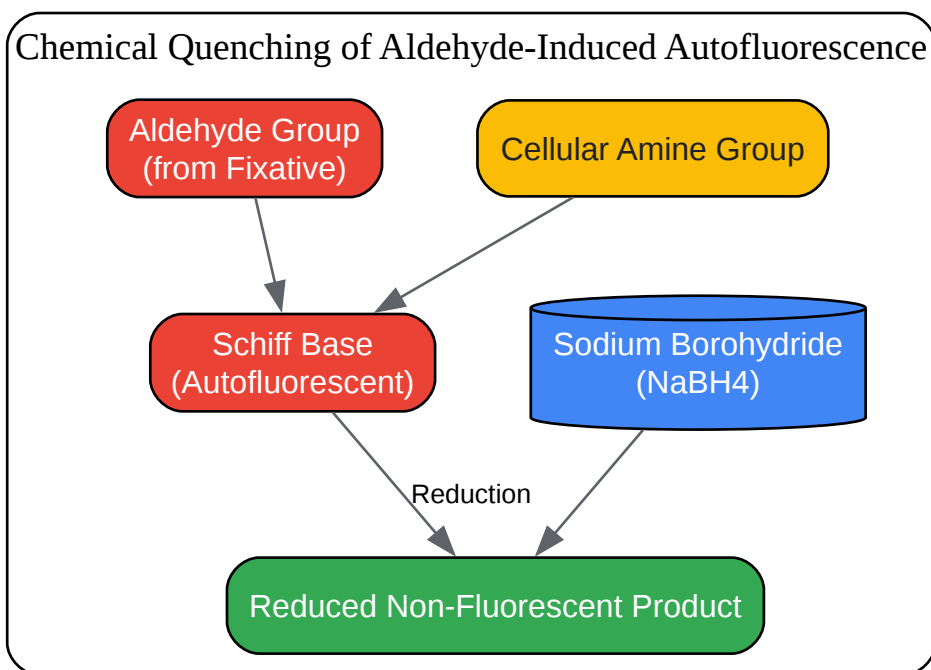 Chemical Quenching of Aldehyde-Induced Autofluorescence
Aldehyde Group
(from Fixative)
Cellular Amine Group
Schiff Base
(Autofluorescent)
Sodium Borohydride
(NaBH4)
Reduction
Reduced Non-Fluorescent Product